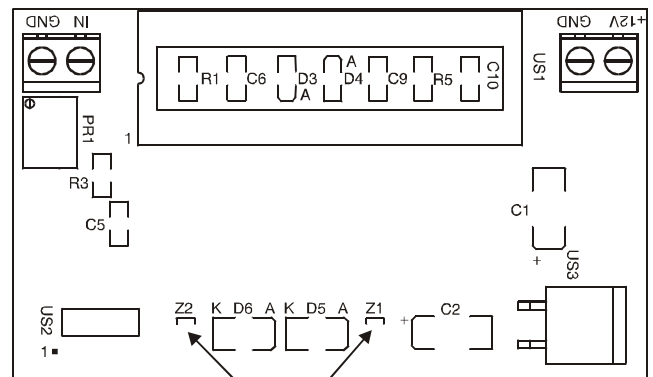 GND IN
GND +12V
US1
R1 C6 D3 A D4 C9 R5 C10
A
PR1
1
R3
C5
C1
+
US3
US2
1
Z2 K D6 A K D5 A Z1 + C2